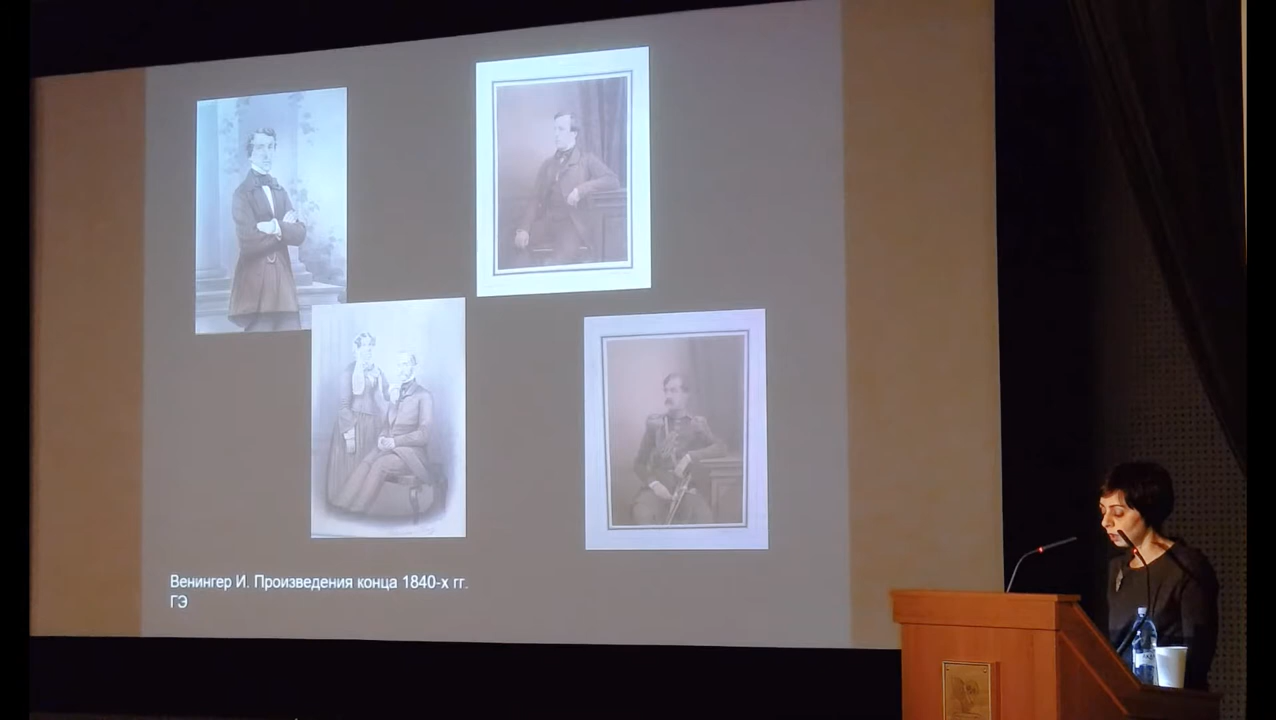 Венингер И. Произведения конца 1840-х гг.
ГЭ